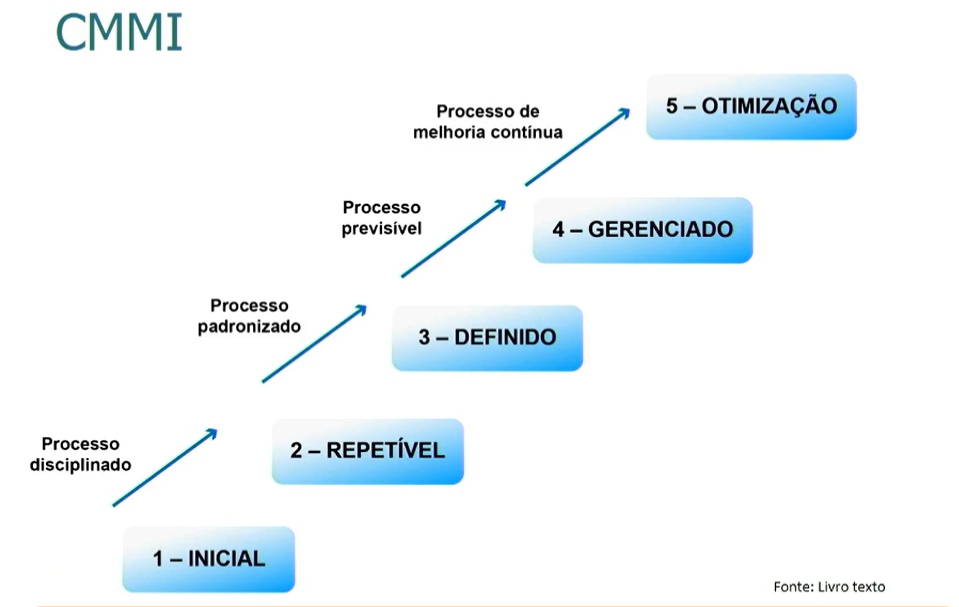 CMMI
Processo de
melhoria contínua
5 – OTIMIZAÇÃO
Processo
previsível
4 – GERENCIADO
Processo
padronizado
3 – DEFINIDO
Processo
disciplinado
2 – REPETÍVEL
1 – INICIAL
Fonte: Livro texto